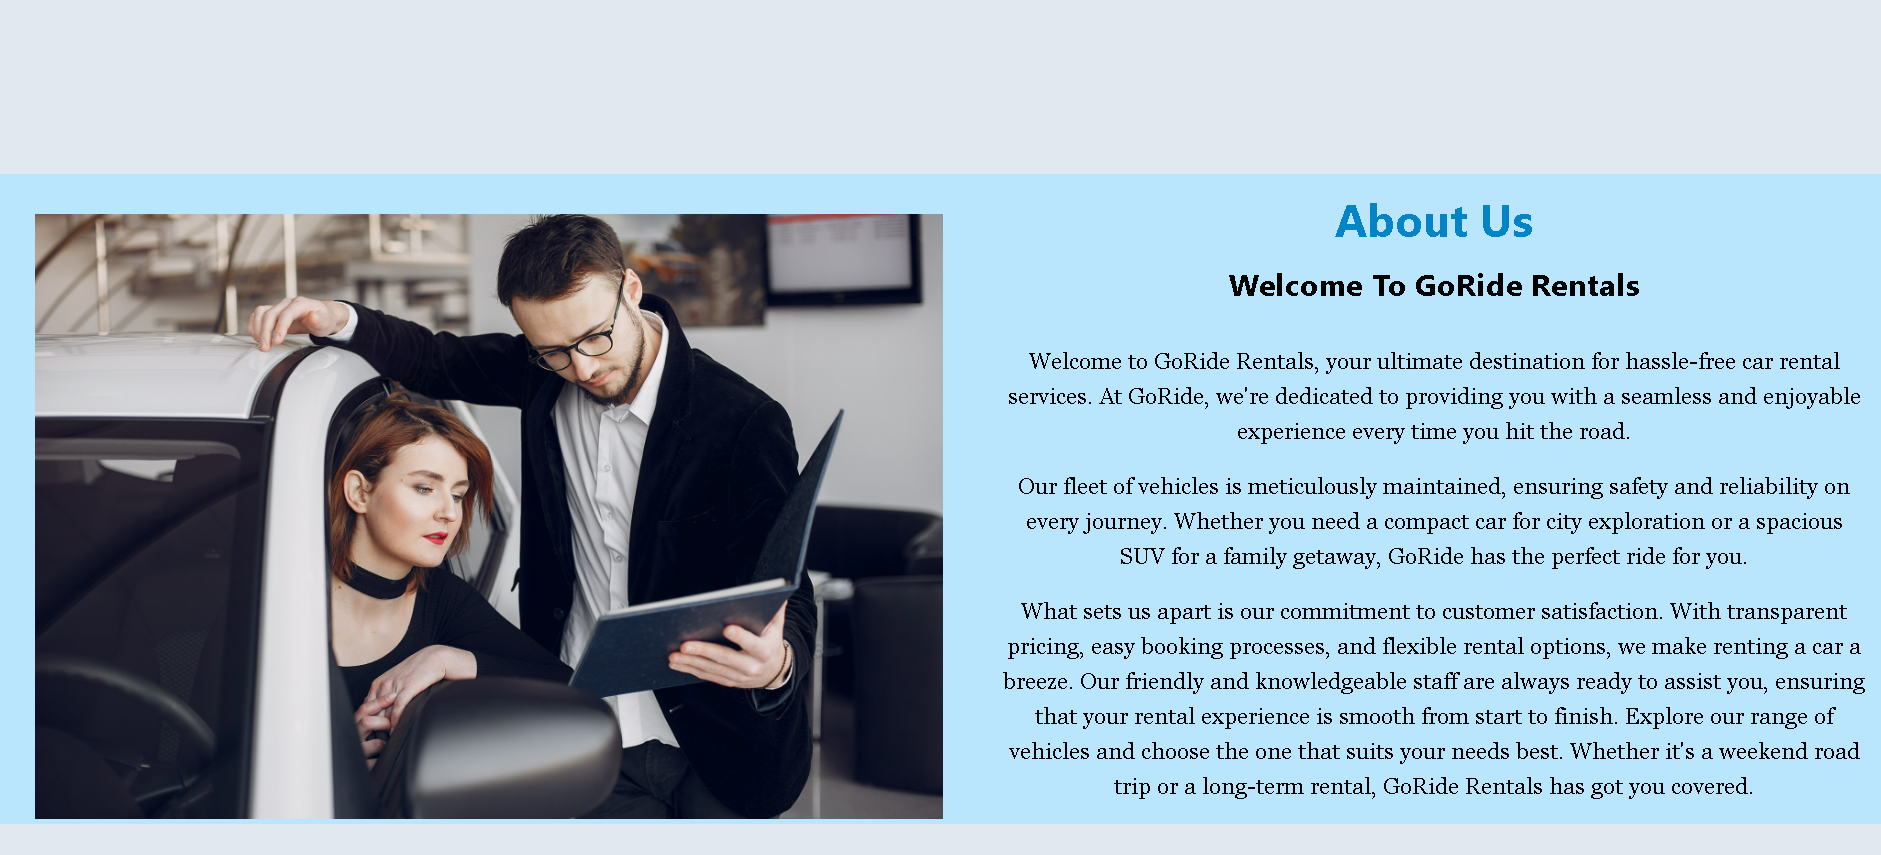 About Us
Welcome To GoRide Rentals
Welcome to GoRide Rentals, your ultimate destination for hassle-free car rental
services. At GoRide, we're dedicated to providing you with a seamless and enjoyable
experience every time you hit the road.
Our fleet of vehicles is meticulously maintained, ensuring safety and reliability on
every journey. Whether you need a compact car for city exploration or a spacious
SUV for a family getaway, GoRide has the perfect ride for you.
What sets us apart is our commitment to customer satisfaction. With transparent
pricing, easy booking processes, and flexible rental options, we make renting a car a
breeze. Our friendly and knowledgeable staff are always ready to assist you, ensuring
that your rental experience is smooth from start to finish. Explore our range of
vehicles and choose the one that suits your needs best. Whether it's a weekend road
trip or a long-term rental, GoRide Rentals has got you covered.